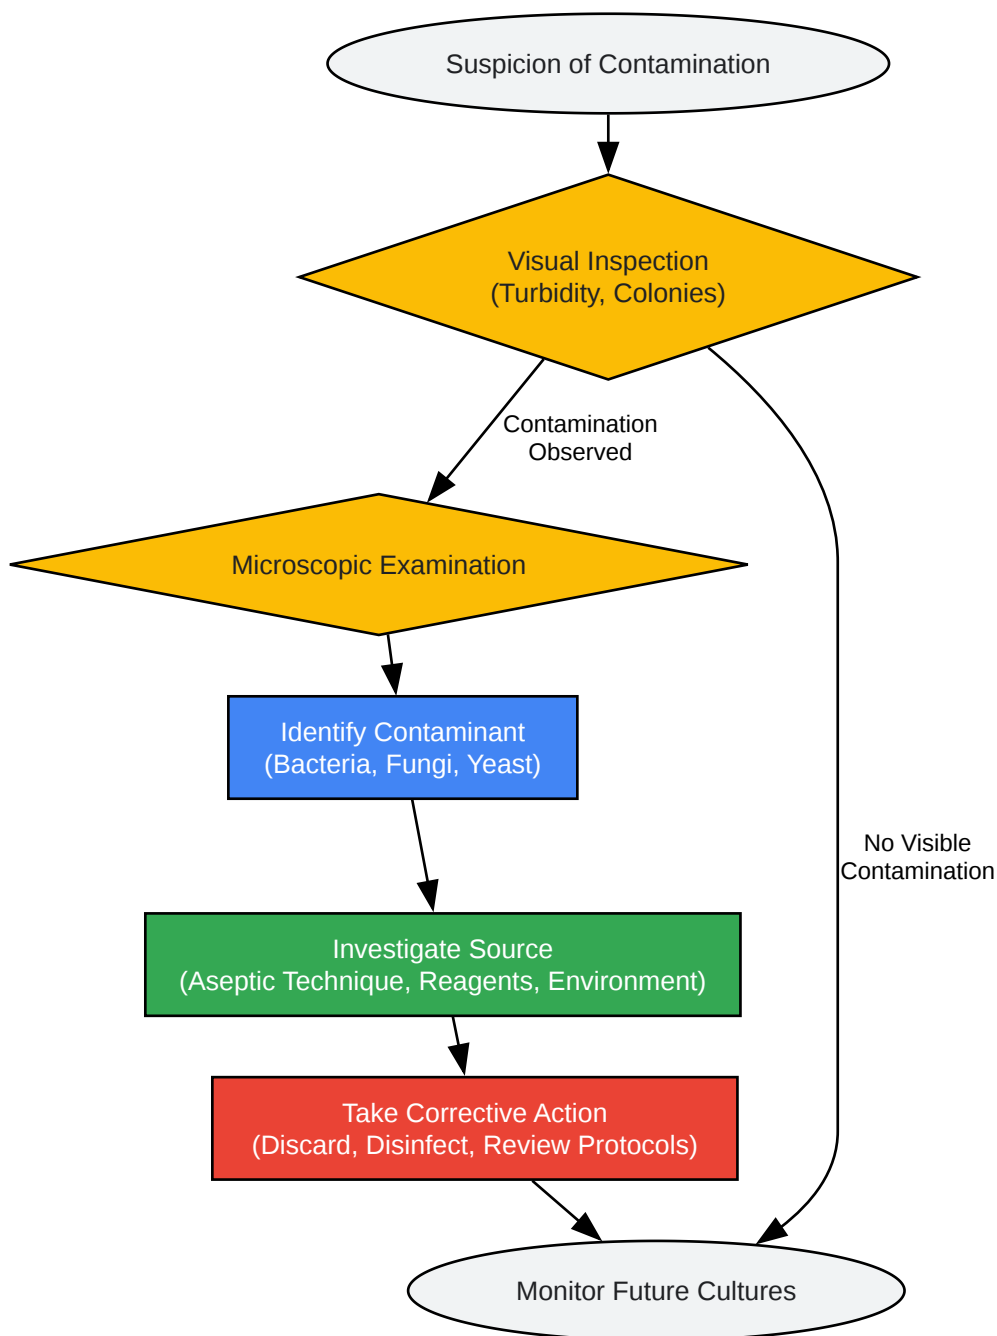 Suspicion of Contamination
Visual Inspection
(Turbidity, Colonies)
Contamination
Observed
Microscopic Examination
Identify Contaminant
(Bacteria, Fungi, Yeast)
No Visible
Contamination
Investigate Source
(Aseptic Technique, Reagents, Environment)
Take Corrective Action
(Discard, Disinfect, Review Protocols)
Monitor Future Cultures